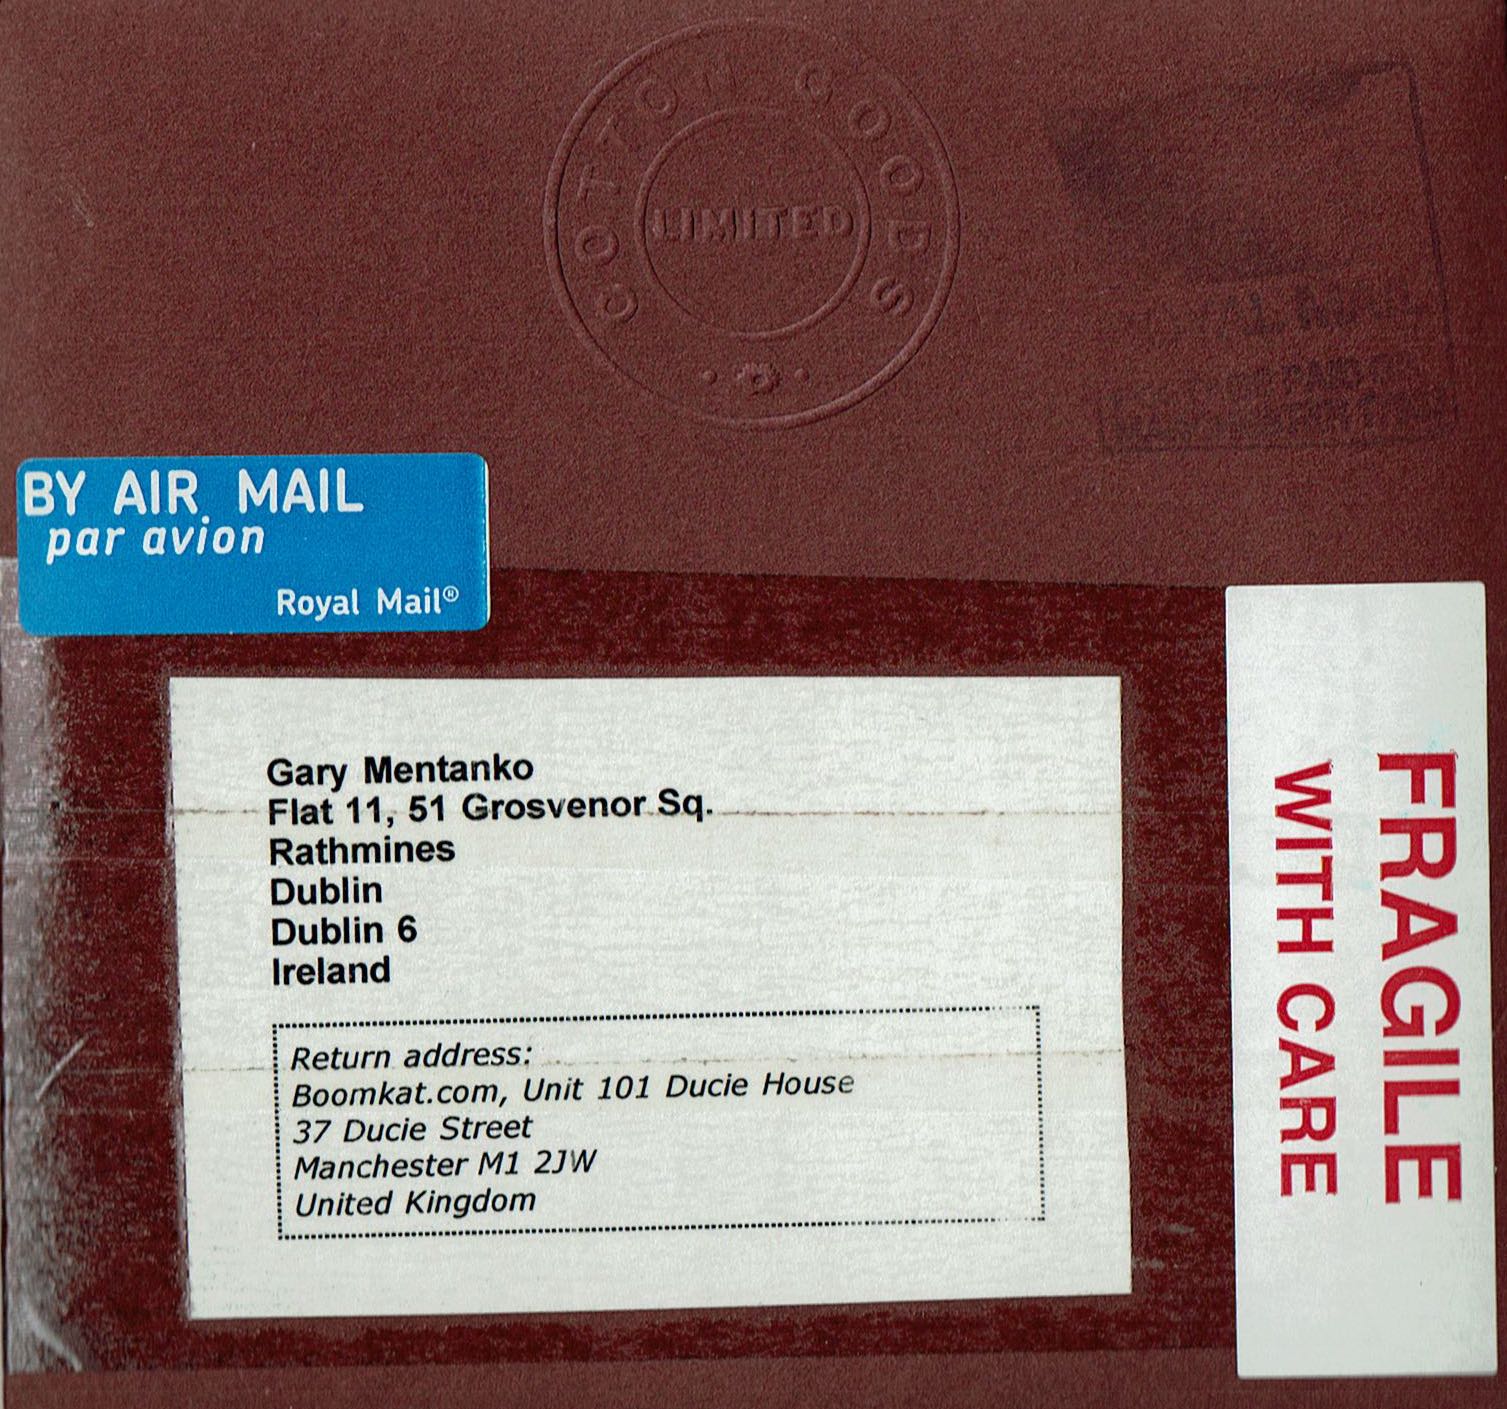 COTTON GOODS
LIMITED
BY AIR MAIL
par avion
Royal Mail®
Gary Mentanko
Flat 11, 51 Grosvenor Sq.
Rathmines
Dublin
Dublin 6
Ireland
Return address:
Boomkat.com, Unit 101 Ducie House
37 Ducie Street
Manchester M1 2JW
United Kingdom
FRAGILE
WITH CARE